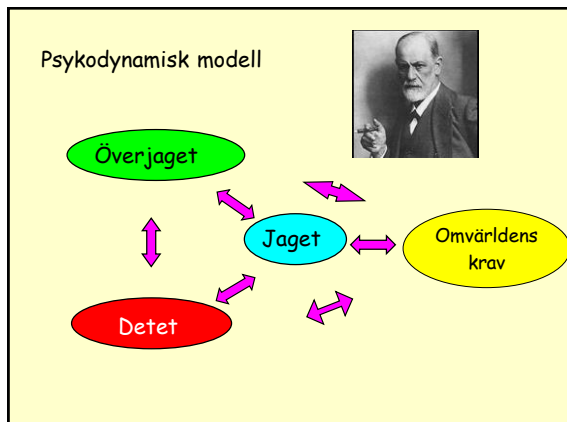 Psykodynamisk modell
Överjaget
Jaget
Omvärldens
krav
Detet